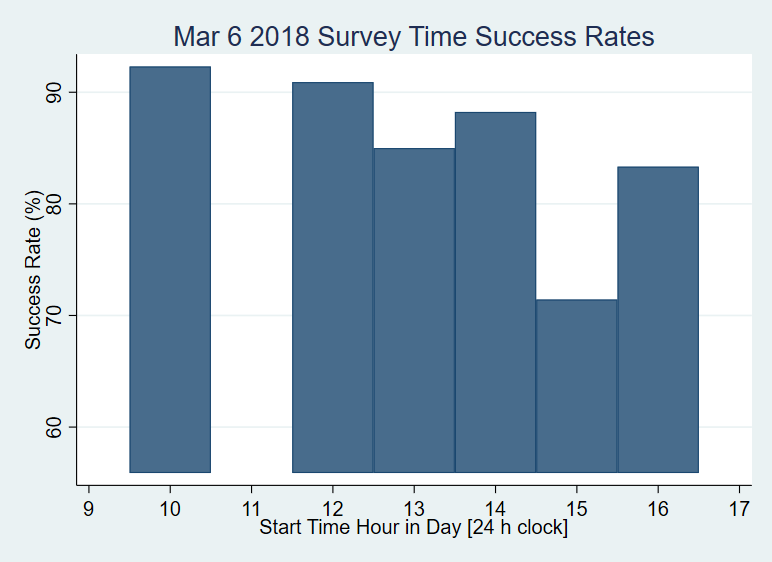 Mar 6 2018 Survey Time Success Rates
Success Rate (%)
90
80
70
60
9 10 11 12 13 14 15 16 17
Start Time Hour in Day [24 h clock]